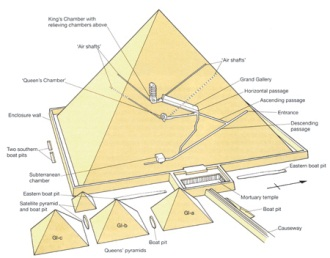 King's Chamber with
relieving chambers above
'Air shafts'
'Air shafts'
'Queen's Chamber'
Grand Gallery
Horizontal passage
Ascending passage
Enclosure wall
Entrance
Descending
passage
Two southern
boat pits
Subterranean
chamber
Eastern boat pit
Eastern boat pit
Satellite pyramid
and boat pit
Mortuary temple
GI-a
Boat pit
GI-b
GI-c
Causeway
Boat pit
Queens' pyramids